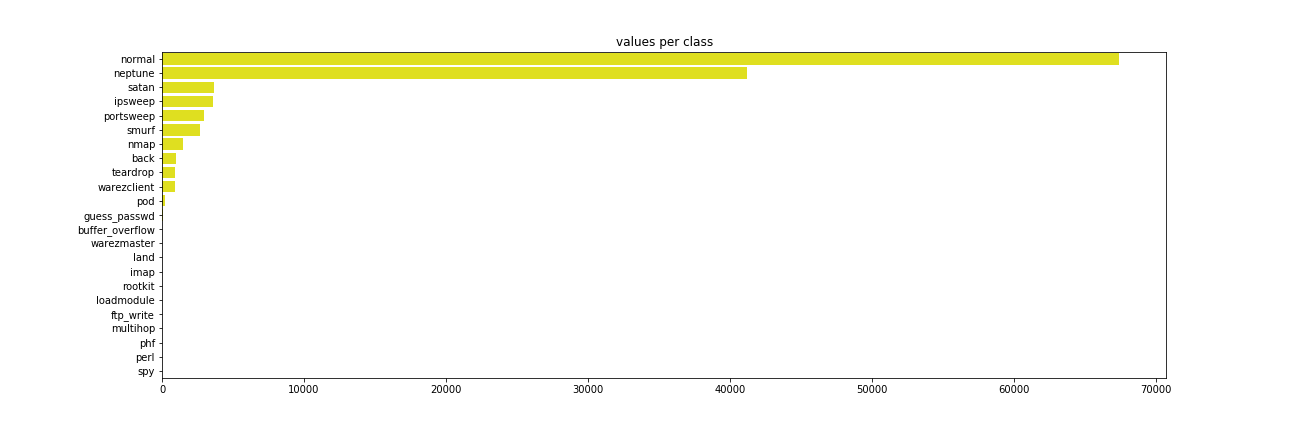 values per class
normal
neptune
satan
ipsweep
portsweep
smurf
nmap
back
teardrop
warezclient
pod
guess_passwd
buffer_overflow
warezmaster
land
imap
rootkit
loadmodule
ftp_write
multihop
phf
perl
spy
0 10000 20000 30000 40000 50000 60000 70000